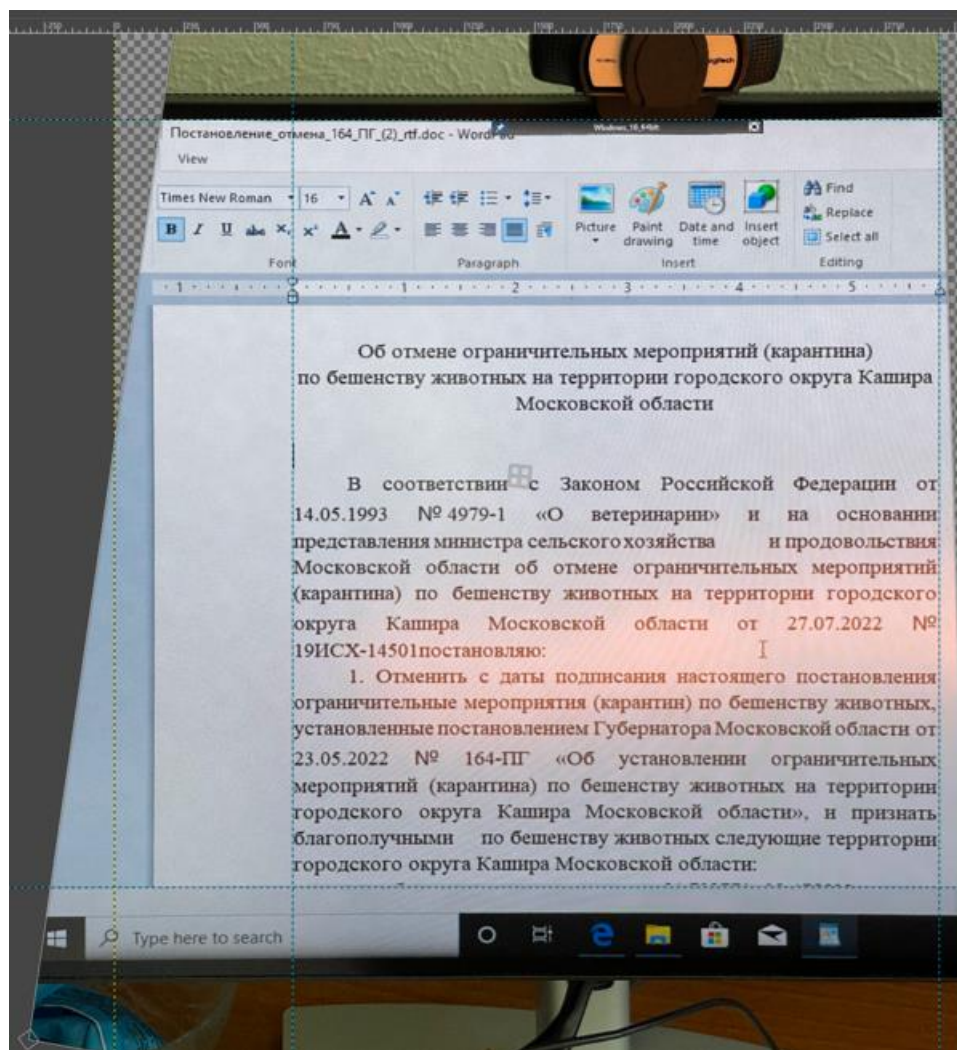 Постановление_отмена_164_ПГ_(2)_rtf.doc - WordPad
View
Times New Roman 16
Find
Replace
Select all
Picture Paint drawing Date and time Insert object
Font Paragraph Insert Editing
1 1 2 3 4 5
Об отмене ограничительных мероприятий (карантина)
по бешенству животных на территории городского округа Кашира
Московской области
В соответствии с Законом Российской Федерации от
14.05.1993 № 4979-1 «О ветеринарии» и на основании
представления министра сельского хозяйства и продовольствия
Московской области об отмене ограничительных мероприятий
(карантина) по бешенству животных на территории городского
округа Кашира Московской области от 27.07.2022 №
19ИСХ-14501постановляю:
1. Отменить с даты подписания настоящего постановления
ограничительные мероприятия (карантин) по бешенству животных,
установленные постановлением Губернатора Московской области от
23.05.2022 № 164-ПГ «Об установлении ограничительных
мероприятий (карантина) по бешенству животных на территории
городского округа Кашира Московской области», и признать
благополучными по бешенству животных следующие территории
городского округа Кашира Московской области:
Type here to search